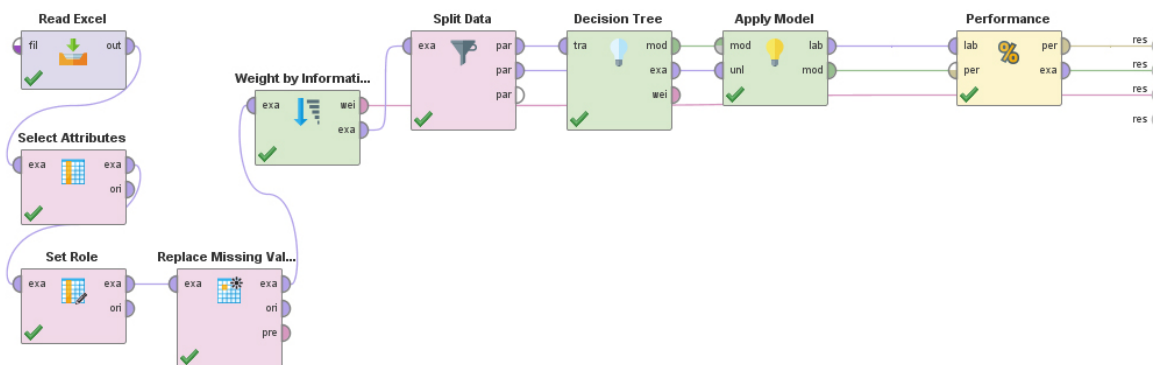 Read Excel
fil out
Select Attributes
exa exa
ori
Set Role
exa exa
ori
Replace Missing Val...
exa exa
ori
pre
Weight by Informati...
exa wei
exa
Split Data
exa par
par
par
Decision Tree
tra mod
exa
wei
Apply Model
mod lab
unl mod
Performance
%
lab per
per exa
res
res
res
res